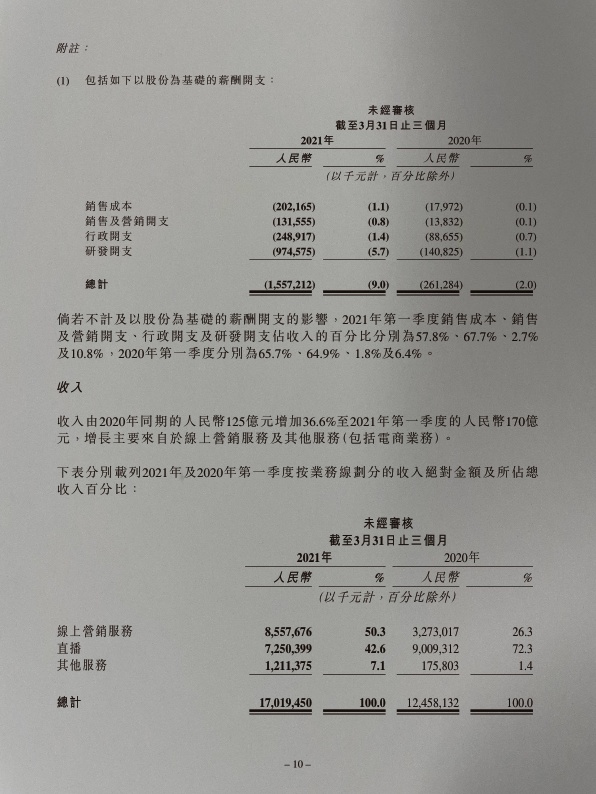 附註：
(1) 包括如下以股份為基礎的薪酬開支：
未經審核
截至3月31日止三個月
2021年 2020年
人民幣 % 人民幣 %
(以千元計，百分比除外)
銷售成本 (202,165) (1.1) (17,972) (0.1)
銷售及營銷開支 (131,555) (0.8) (13,832) (0.1)
行政開支 (248,917) (1.4) (88,655) (0.7)
研發開支 (974,575) (5.7) (140,825) (1.1)
總計 (1,557,212) (9.0) (261,284) (2.0)
倘若不計及以股份為基礎的薪酬開支的影響，2021年第一季度銷售成本、銷售
及營銷開支、行政開支及研發開支佔收入的百分比分別為57.8%、67.7%、2.7%
及10.8%，2020年第一季度分別為65.7%、64.9%、1.8%及6.4%。
收入
收入由2020年同期的人民幣125億元增加36.6%至2021年第一季度的人民幣170億
元，增長主要來自於線上營銷服務及其他服務(包括電商業務)。
下表分別載列2021年及2020年第一季度按業務線劃分的收入絕對金額及所佔總
收入百分比：
未經審核
截至3月31日止三個月
2021年 2020年
人民幣 % 人民幣 %
(以千元計，百分比除外)
線上營銷服務 8,557,676 50.3 3,273,017 26.3
直播 7,250,399 42.6 9,009,312 72.3
其他服務 1,211,375 7.1 175,803 1.4
總計 17,019,450 100.0 12,458,132 100.0
– 10 –